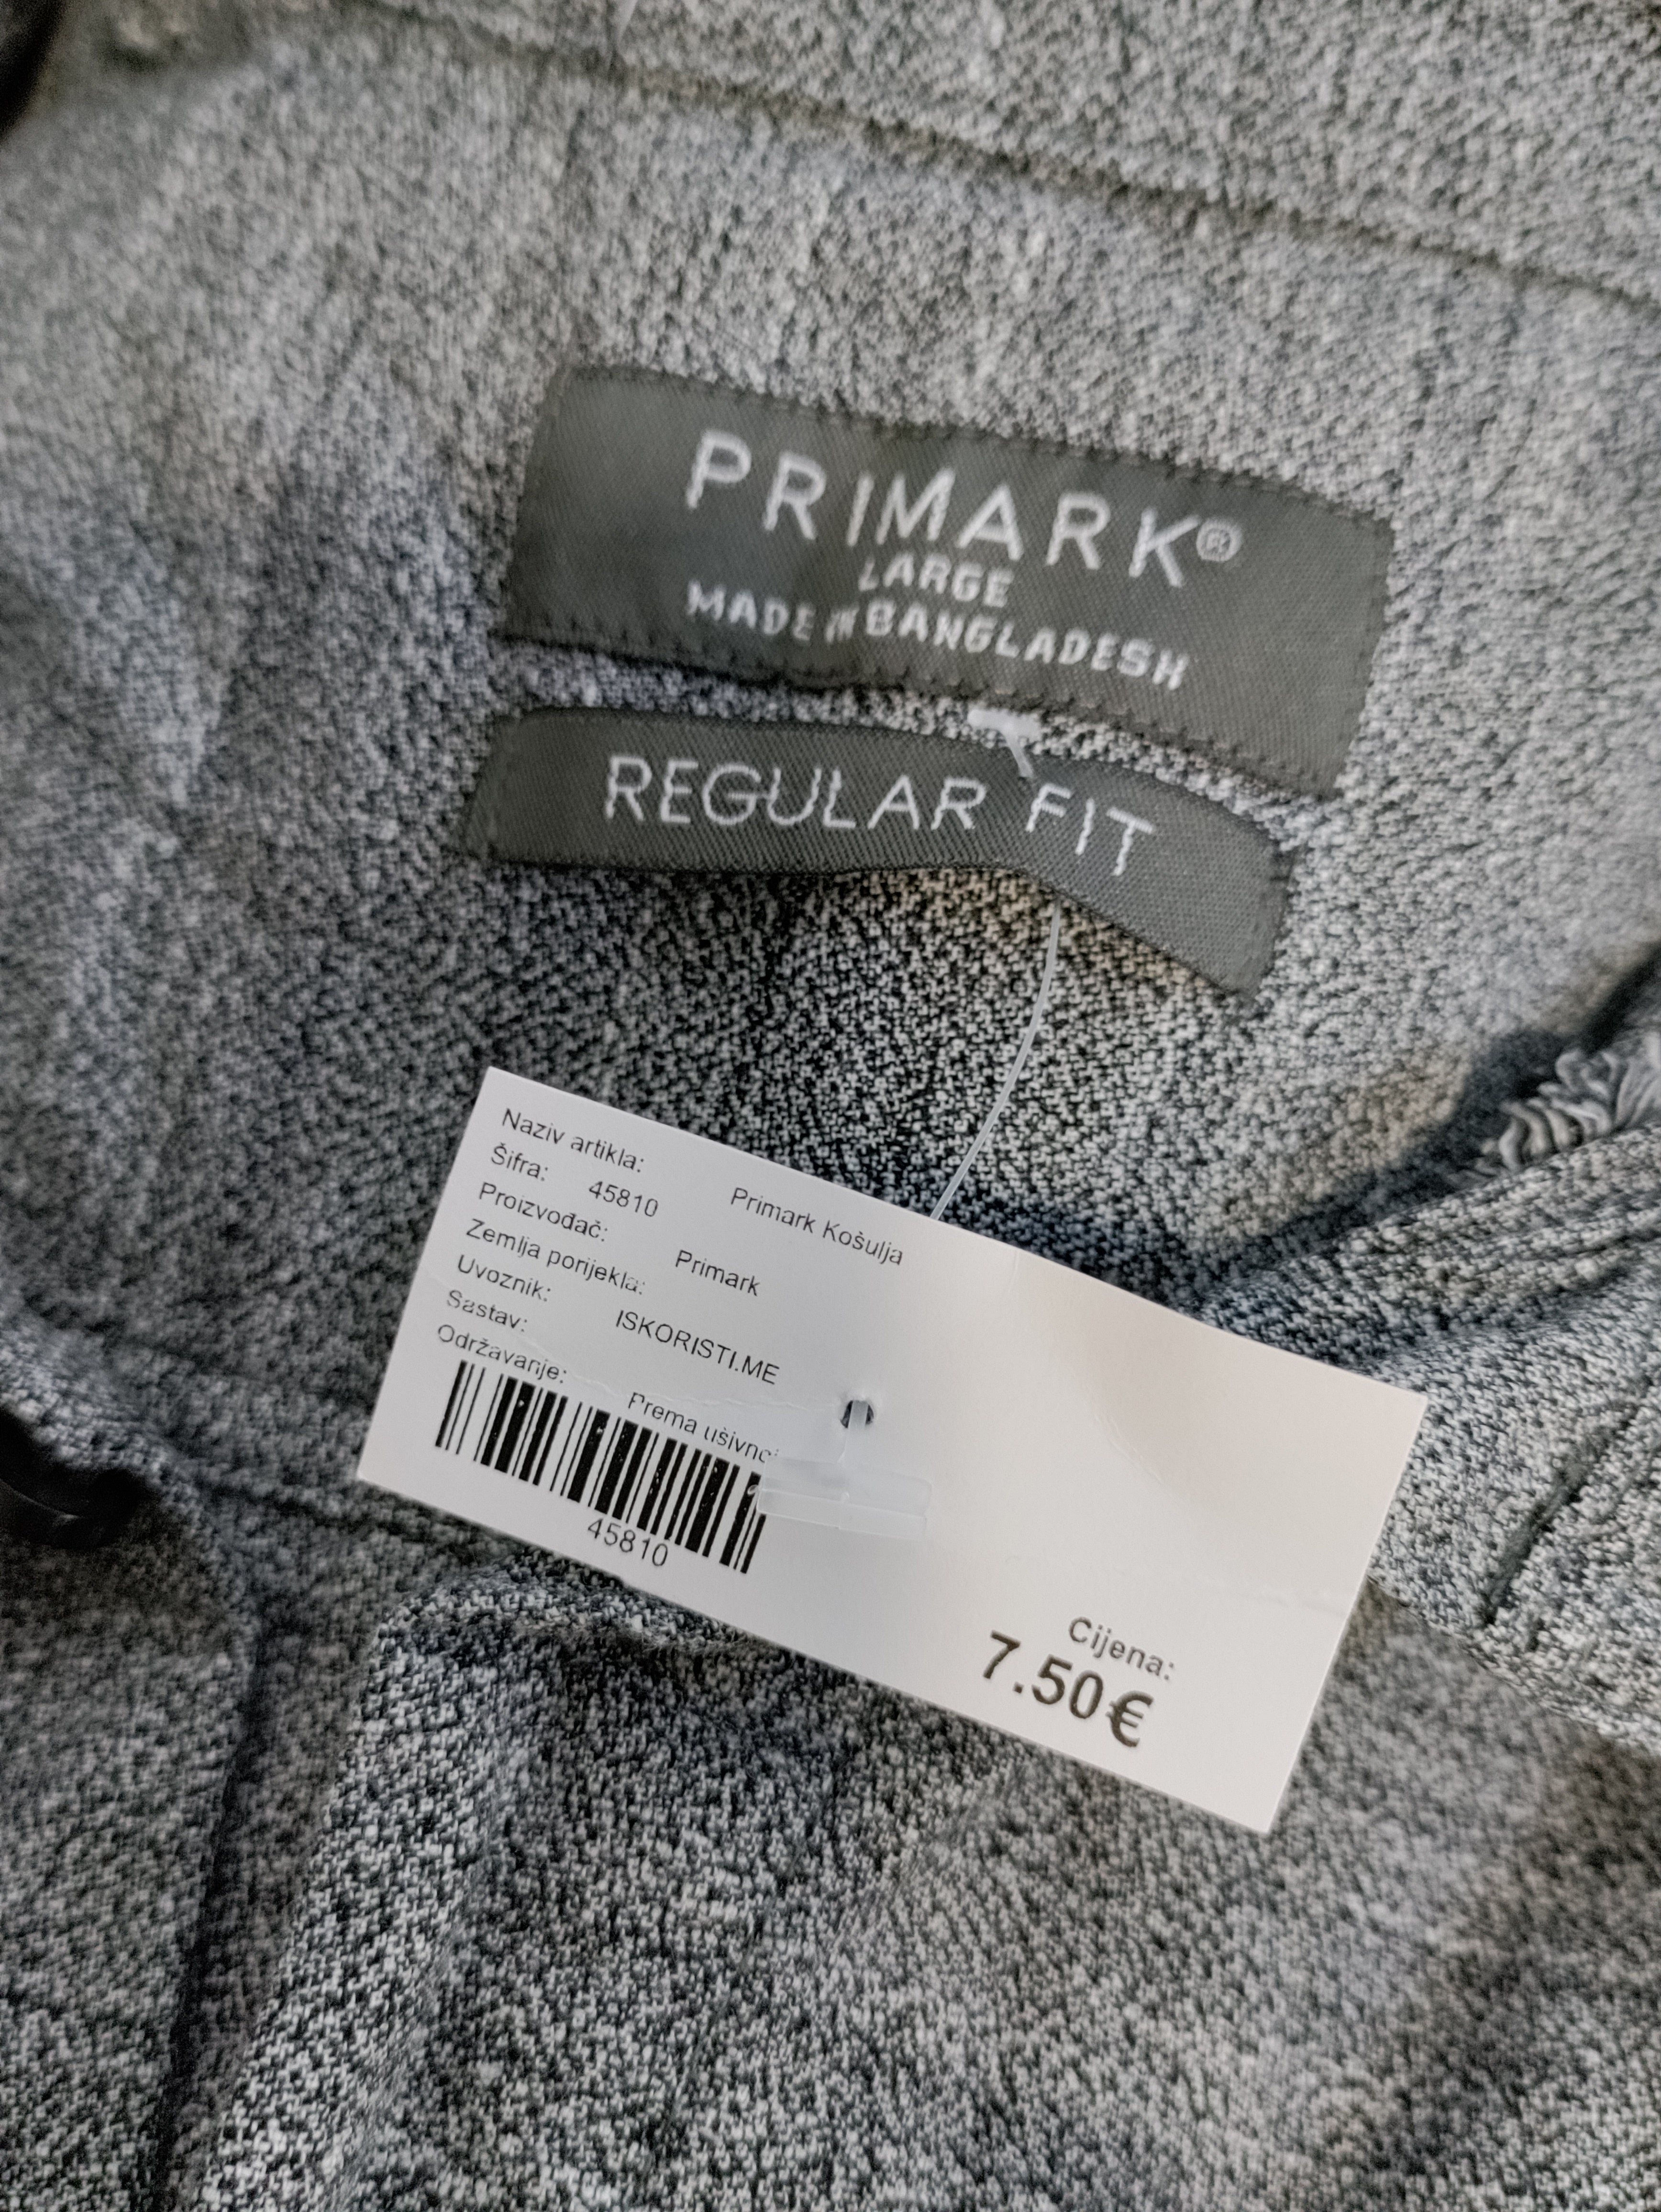 PRIMARK®
LARGE
MADE IN BANGLADESH
REGULAR FIT
Naziv artikla: Primark Košulja
Šifra: 45810
Proizvođač: Primark
Zemlja porijekla:
Uvoznik: ISKORISTI.ME
Sastav:
Održavanje: Prema ušivnoj
45810
Cijena:
7.50€